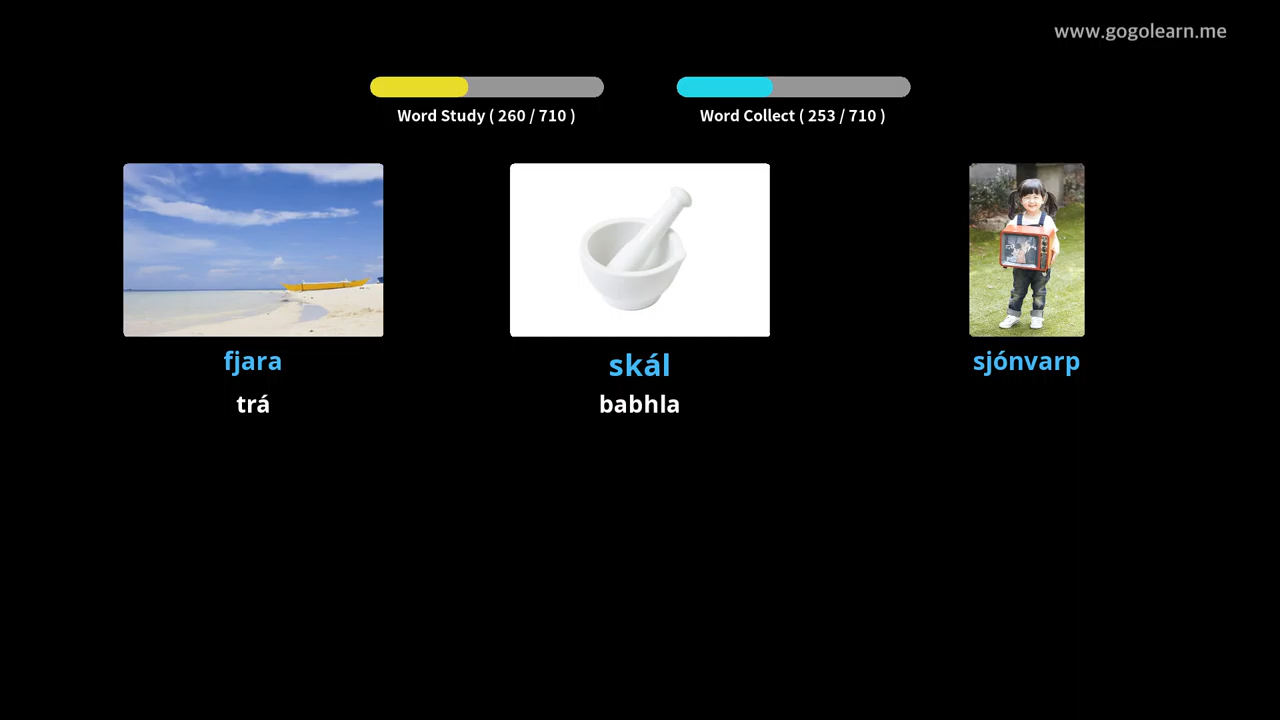 www.gogolearn.me
Word Study ( 260 / 710 )
Word Collect ( 253 / 710 )
fjara
skál
sjónvarp
trá
babhla